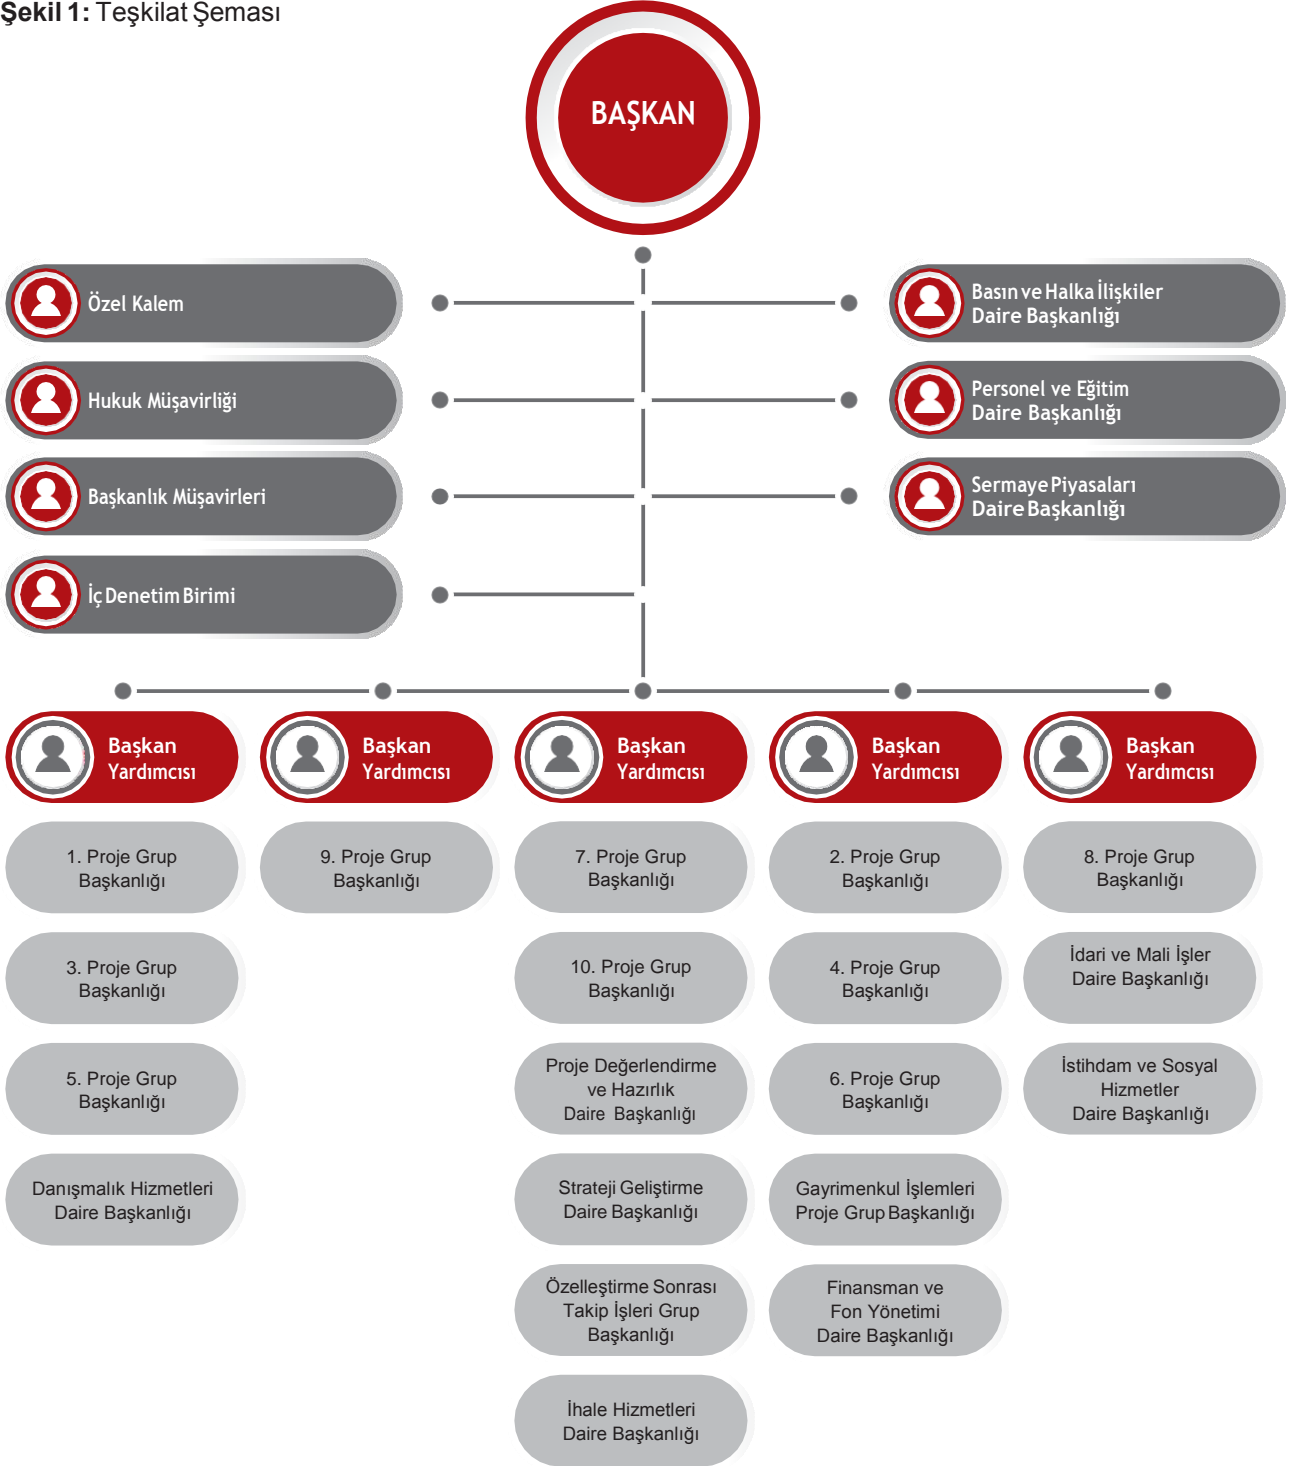 Şekil 1: Teşkilat Şeması
BAŞKAN
Özel Kalem
Hukuk Müşavirliği
Başkanlık Müşavirleri
İç Denetim Birimi
Basın ve Halka İlişkiler
Daire Başkanlığı
Personel ve Eğitim
Daire Başkanlığı
Sermaye Piyasaları
Daire Başkanlığı
Başkan
Yardımcısı
1. Proje Grup
Başkanlığı
3. Proje Grup
Başkanlığı
5. Proje Grup
Başkanlığı
Danışmalık Hizmetleri
Daire Başkanlığı
Başkan
Yardımcısı
9. Proje Grup
Başkanlığı
Başkan
Yardımcısı
7. Proje Grup
Başkanlığı
10. Proje Grup
Başkanlığı
Proje Değerlendirme
ve Hazırlık
Daire Başkanlığı
Strateji Geliştirme
Daire Başkanlığı
Özelleştirme Sonrası
Takip İşleri Grup
Başkanlığı
İhale Hizmetleri
Daire Başkanlığı
Başkan
Yardımcısı
2. Proje Grup
Başkanlığı
4. Proje Grup
Başkanlığı
6. Proje Grup
Başkanlığı
Gayrimenkul İşlemleri
Proje Grup Başkanlığı
Finansman ve
Fon Yönetimi
Daire Başkanlığı
Başkan
Yardımcısı
8. Proje Grup
Başkanlığı
İdari ve Mali İşler
Daire Başkanlığı
İstihdam ve Sosyal
Hizmetler
Daire Başkanlığı